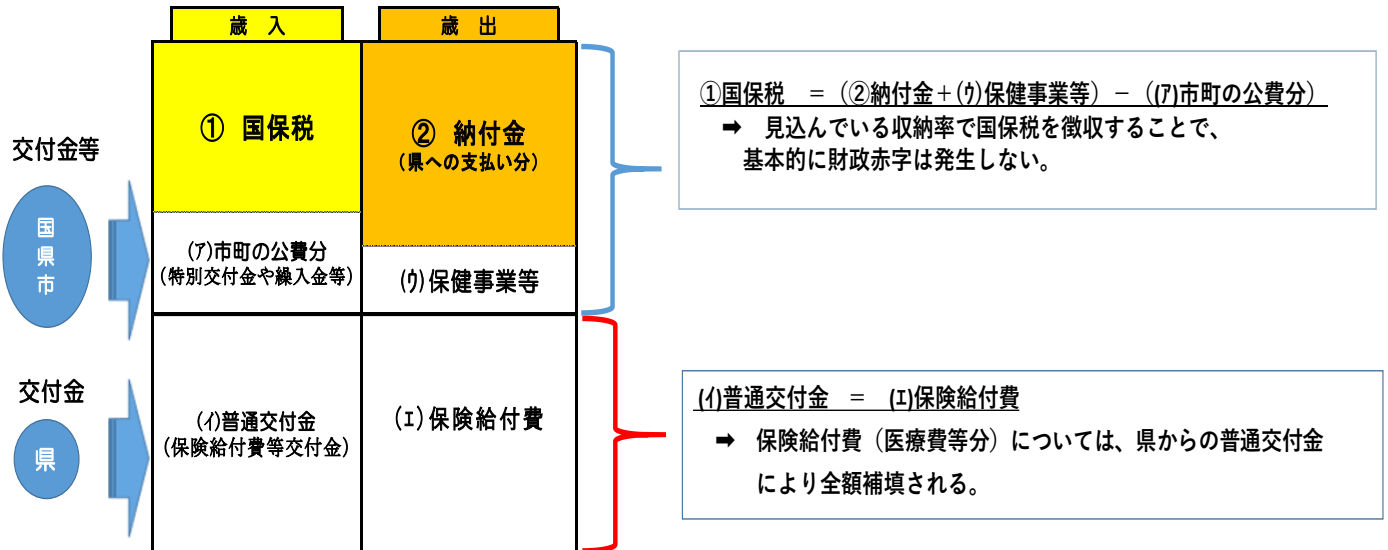 歳 入
歳 出
① 国保税
② 納付金
(県への支払い分)
交付金等
国
県
市
(ア)市町の公費分
(特別交付金や繰入金等)
(ウ)保健事業等
交付金
県
(イ)普通交付金
(保険給付費等交付金)
(エ)保険給付費
①国保税 = (②納付金+(ウ)保健事業等) - ((ア)市町の公費分)
➡ 見込んでいる収納率で国保税を徴収することで、
基本的に財政赤字は発生しない。
(イ)普通交付金 = (エ)保険給付費
➡ 保険給付費(医療費等分)については、県からの普通交付金
により全額補填される。